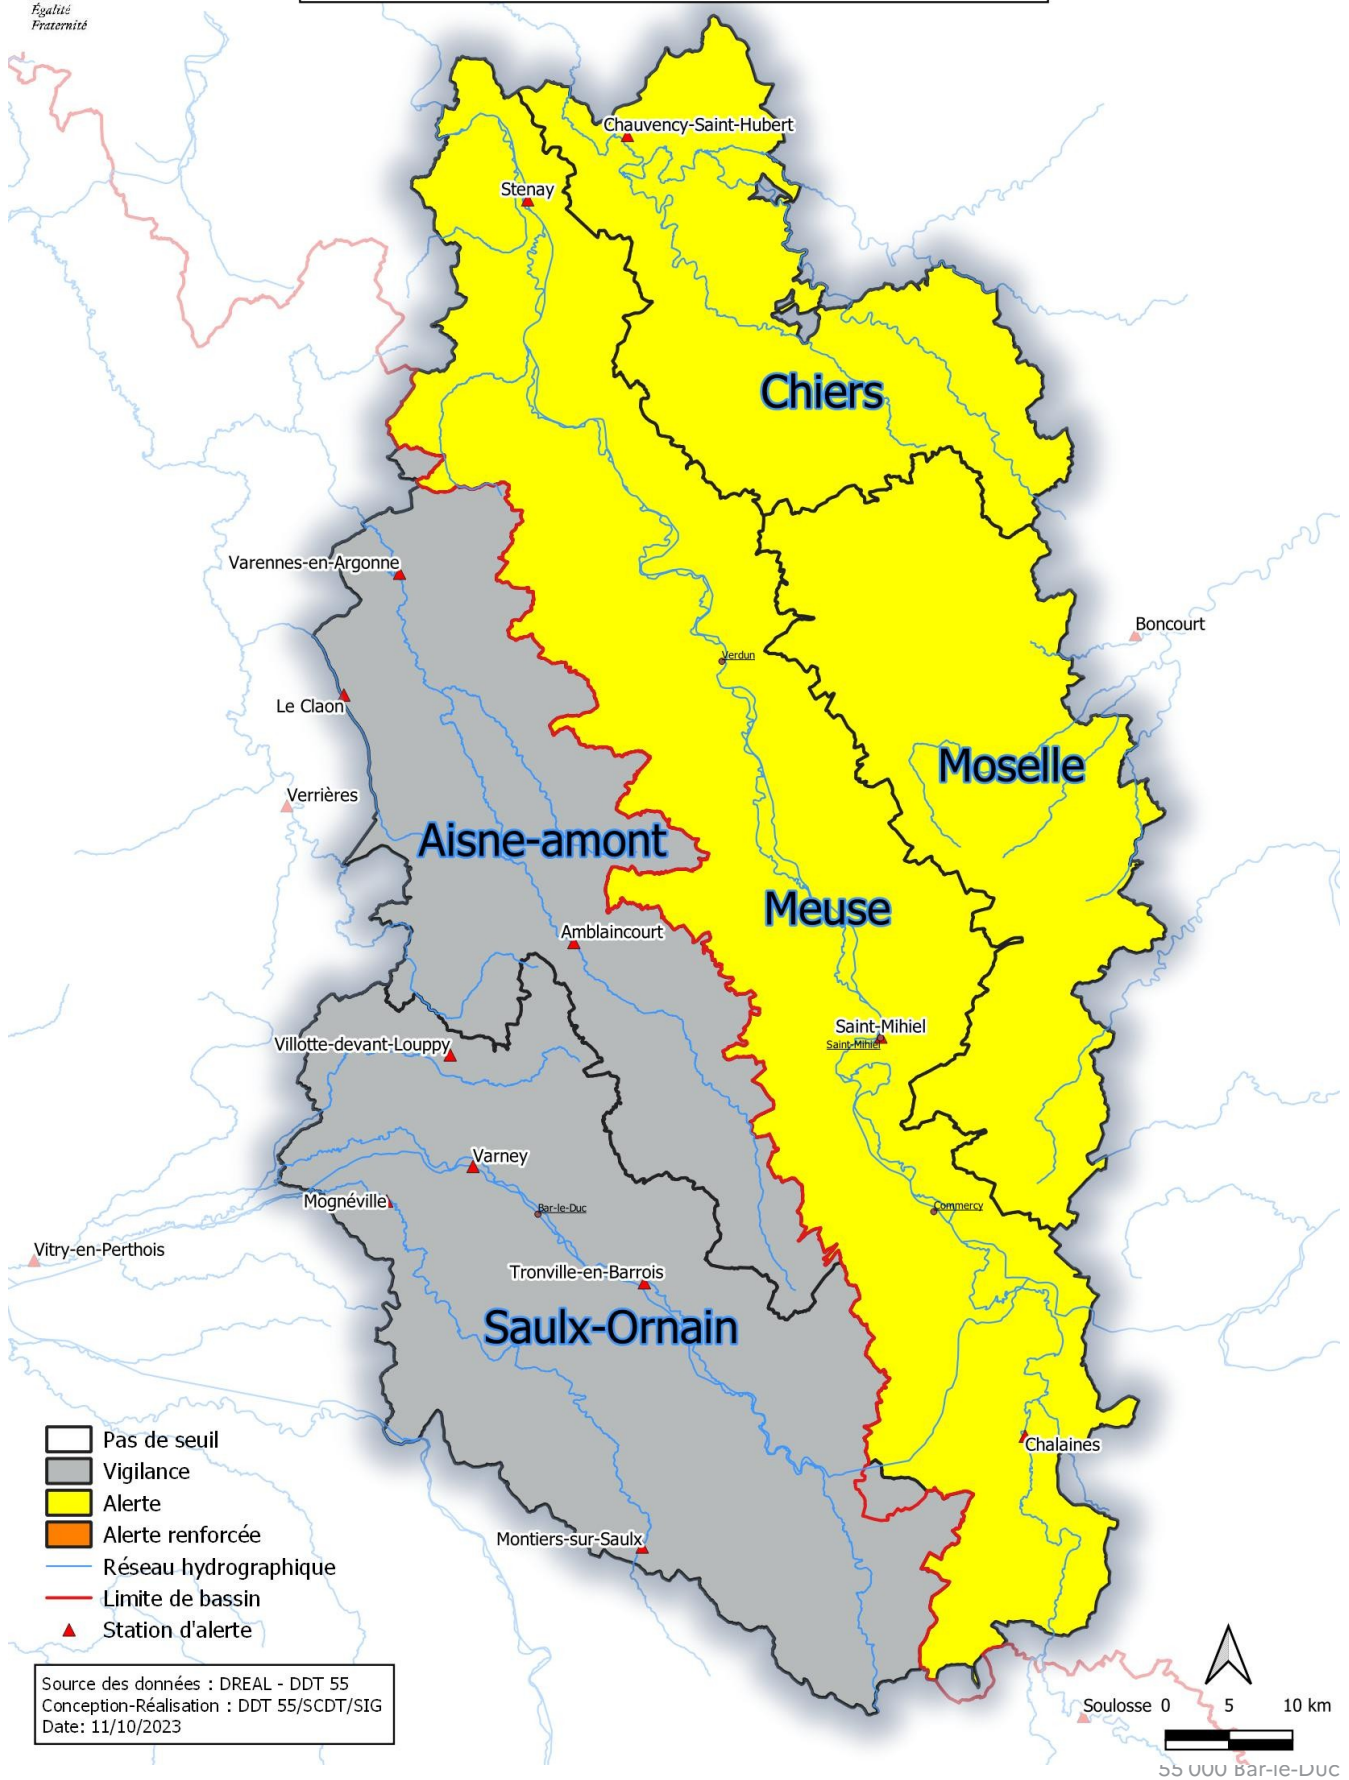 Égalité
Fraternité
Chauvency-Saint-Hubert
Stenay
Chiers
Varennes-en-Argonne
Boncourt
Verdun
Le Claon
Moselle
Verrières
Aisne-amont
Meuse
Amblaincourt
Saint-Mihiel
Saint-Mihiel
Villotte-devant-Louppy
Varney
Mognéville
Bar-le-Duc
Commercy
Vitry-en-Perthois
Tronville-en-Barrois
Saulx-Ornain
Chalaines
Montiers-sur-Saulx
Pas de seuil
Vigilance
Alerte
Alerte renforcée
Réseau hydrographique
Limite de bassin
Station d'alerte
Source des données : DREAL - DDT 55
Conception-Réalisation : DDT 55/SCDT/SIG
Date: 11/10/2023
Soulosse
0 5 10 km
55 000 Bar-le-Duc